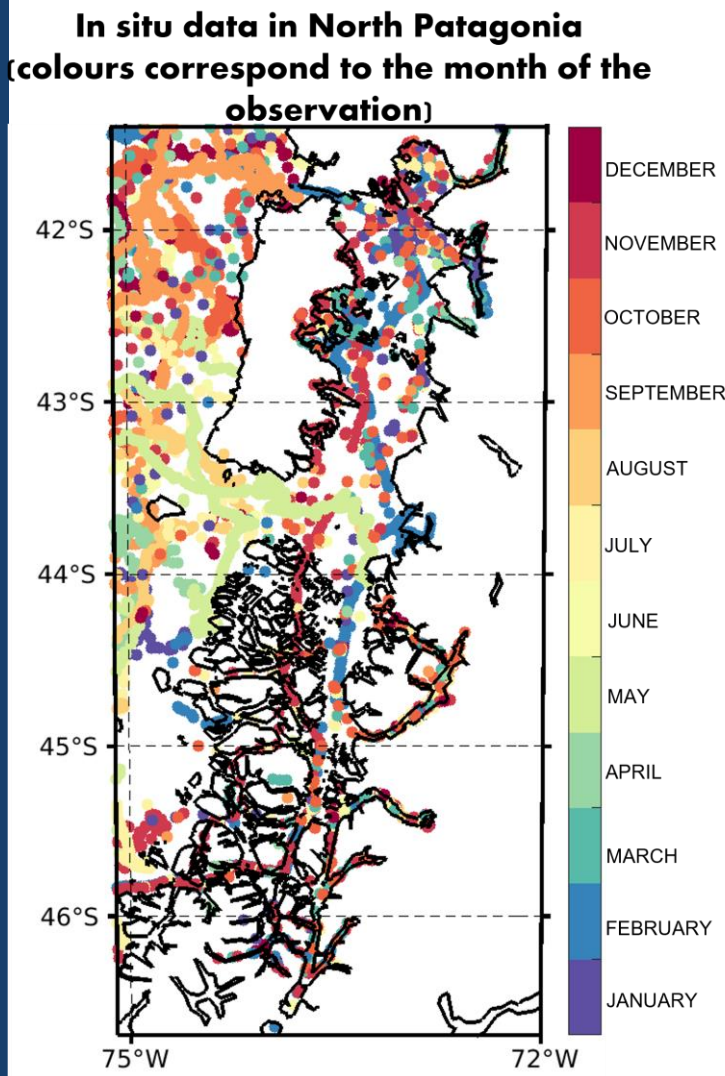 In situ data in North Patagonia
(colours correspond to the month of the
observation)
DECEMBER
NOVEMBER
OCTOBER
SEPTEMBER
AUGUST
JULY
JUNE
MAY
APRIL
MARCH
FEBRUARY
JANUARY
42°S
43°S
44°S
45°S
46°S
75°W
72°W